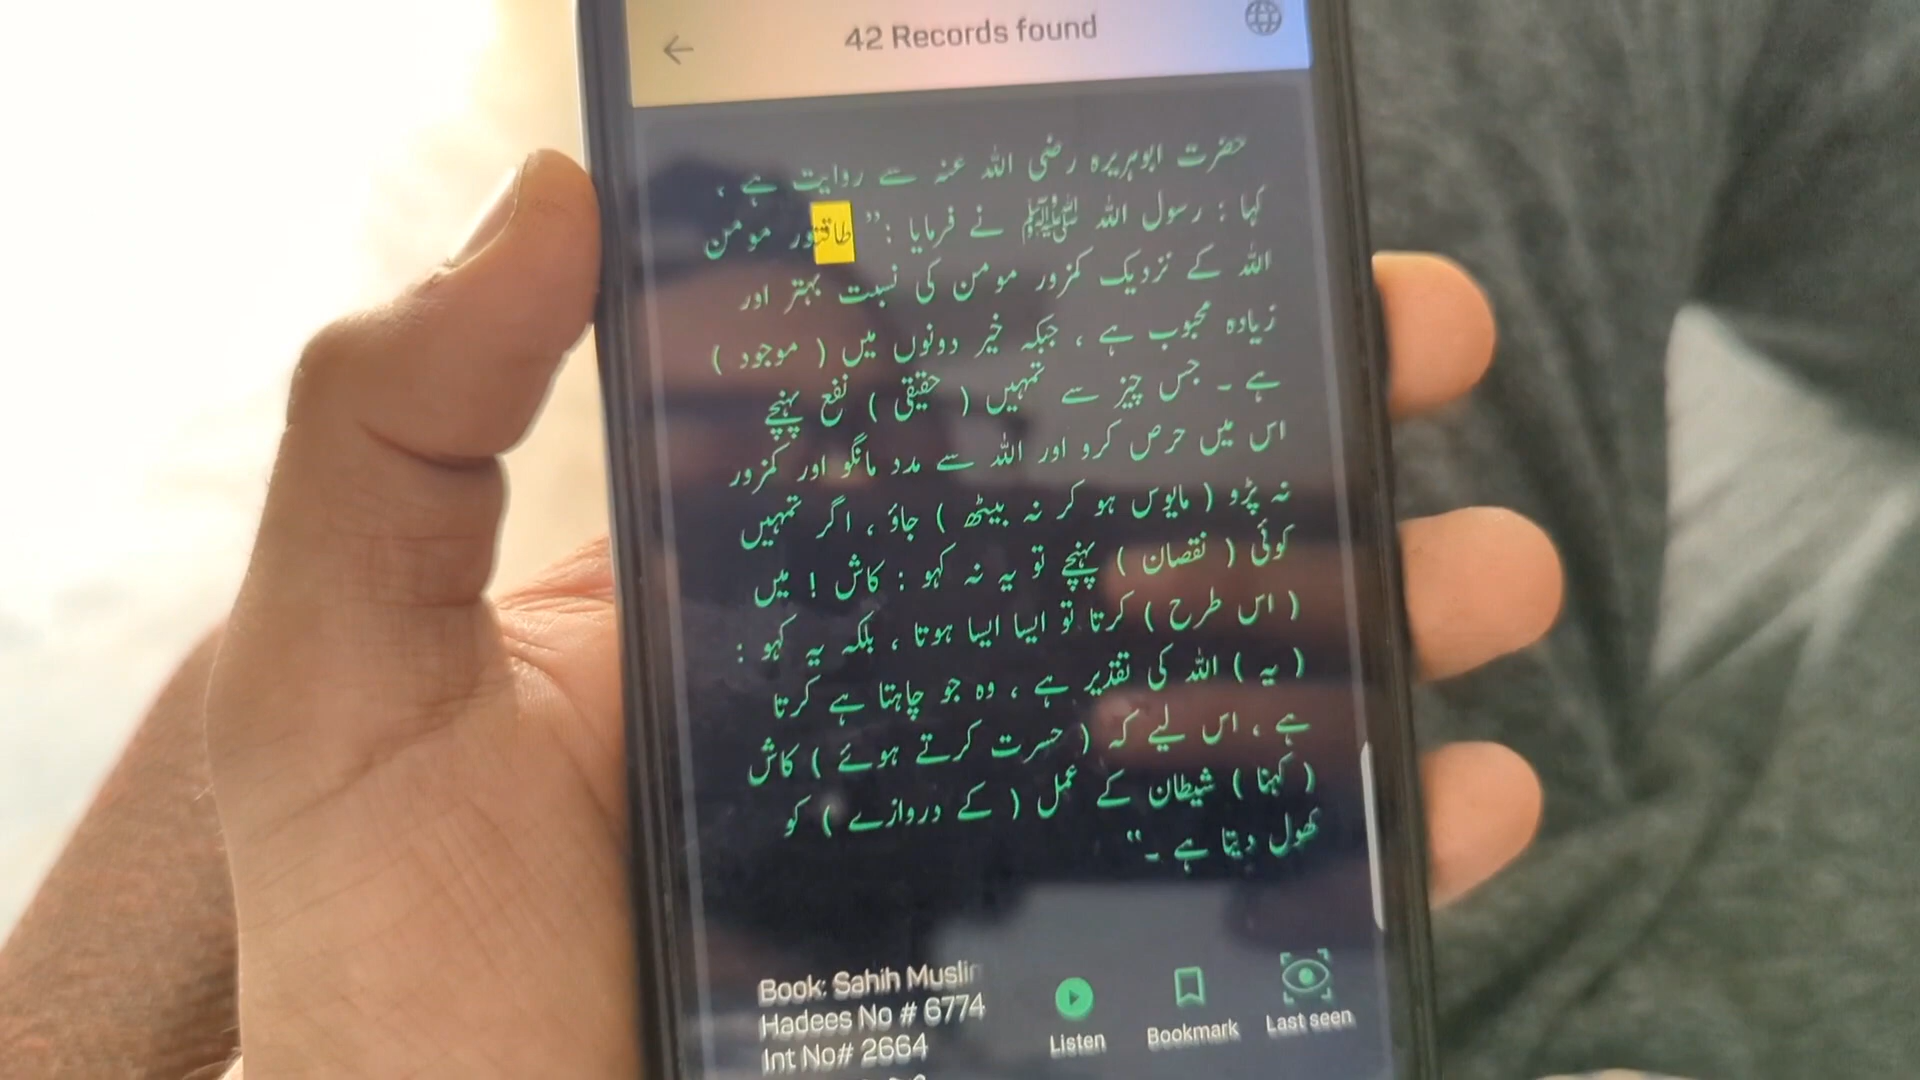 42 Records found
حضرت ابوہریرہ رضی اللہ عنہ سے روایت ہے ،
کہا : رسول اللہ ﷺ نے فرمایا :” طاقتور مومن
اللہ کے نزدیک کمزور مومن کی نسبت بہتر اور
زیادہ محبوب ہے ، جبکہ خیر دونوں میں ( موجود )
ہے ۔ جس چیز سے تمہیں ( حقیقی ) نفع پہنچے
اس میں حرص کرو اور اللہ سے مدد مانگو اور کمزور
نہ پڑو ( مایوس ہو کر نہ بیٹھ ) جاؤ ، اگر تمہیں
کوئی ( نقصان ) پہنچے تو یہ نہ کہو : کاش ! میں
( اس طرح ) کرتا تو ایسا ایسا ہوتا ، بلکہ یہ کہو :
( یہ ) اللہ کی تقدیر ہے ، وہ جو چاہتا ہے کرتا
ہے ، اس لیے کہ ( حسرت کرتے ہوئے ) کاش
( کہنا ) شیطان کے عمل ( کے دروازے ) کو
کھول دیتا ہے ۔“
Book: Sahih Muslim
Hadees No # 6774
Int No# 2664
Listen
Bookmark
Last seen